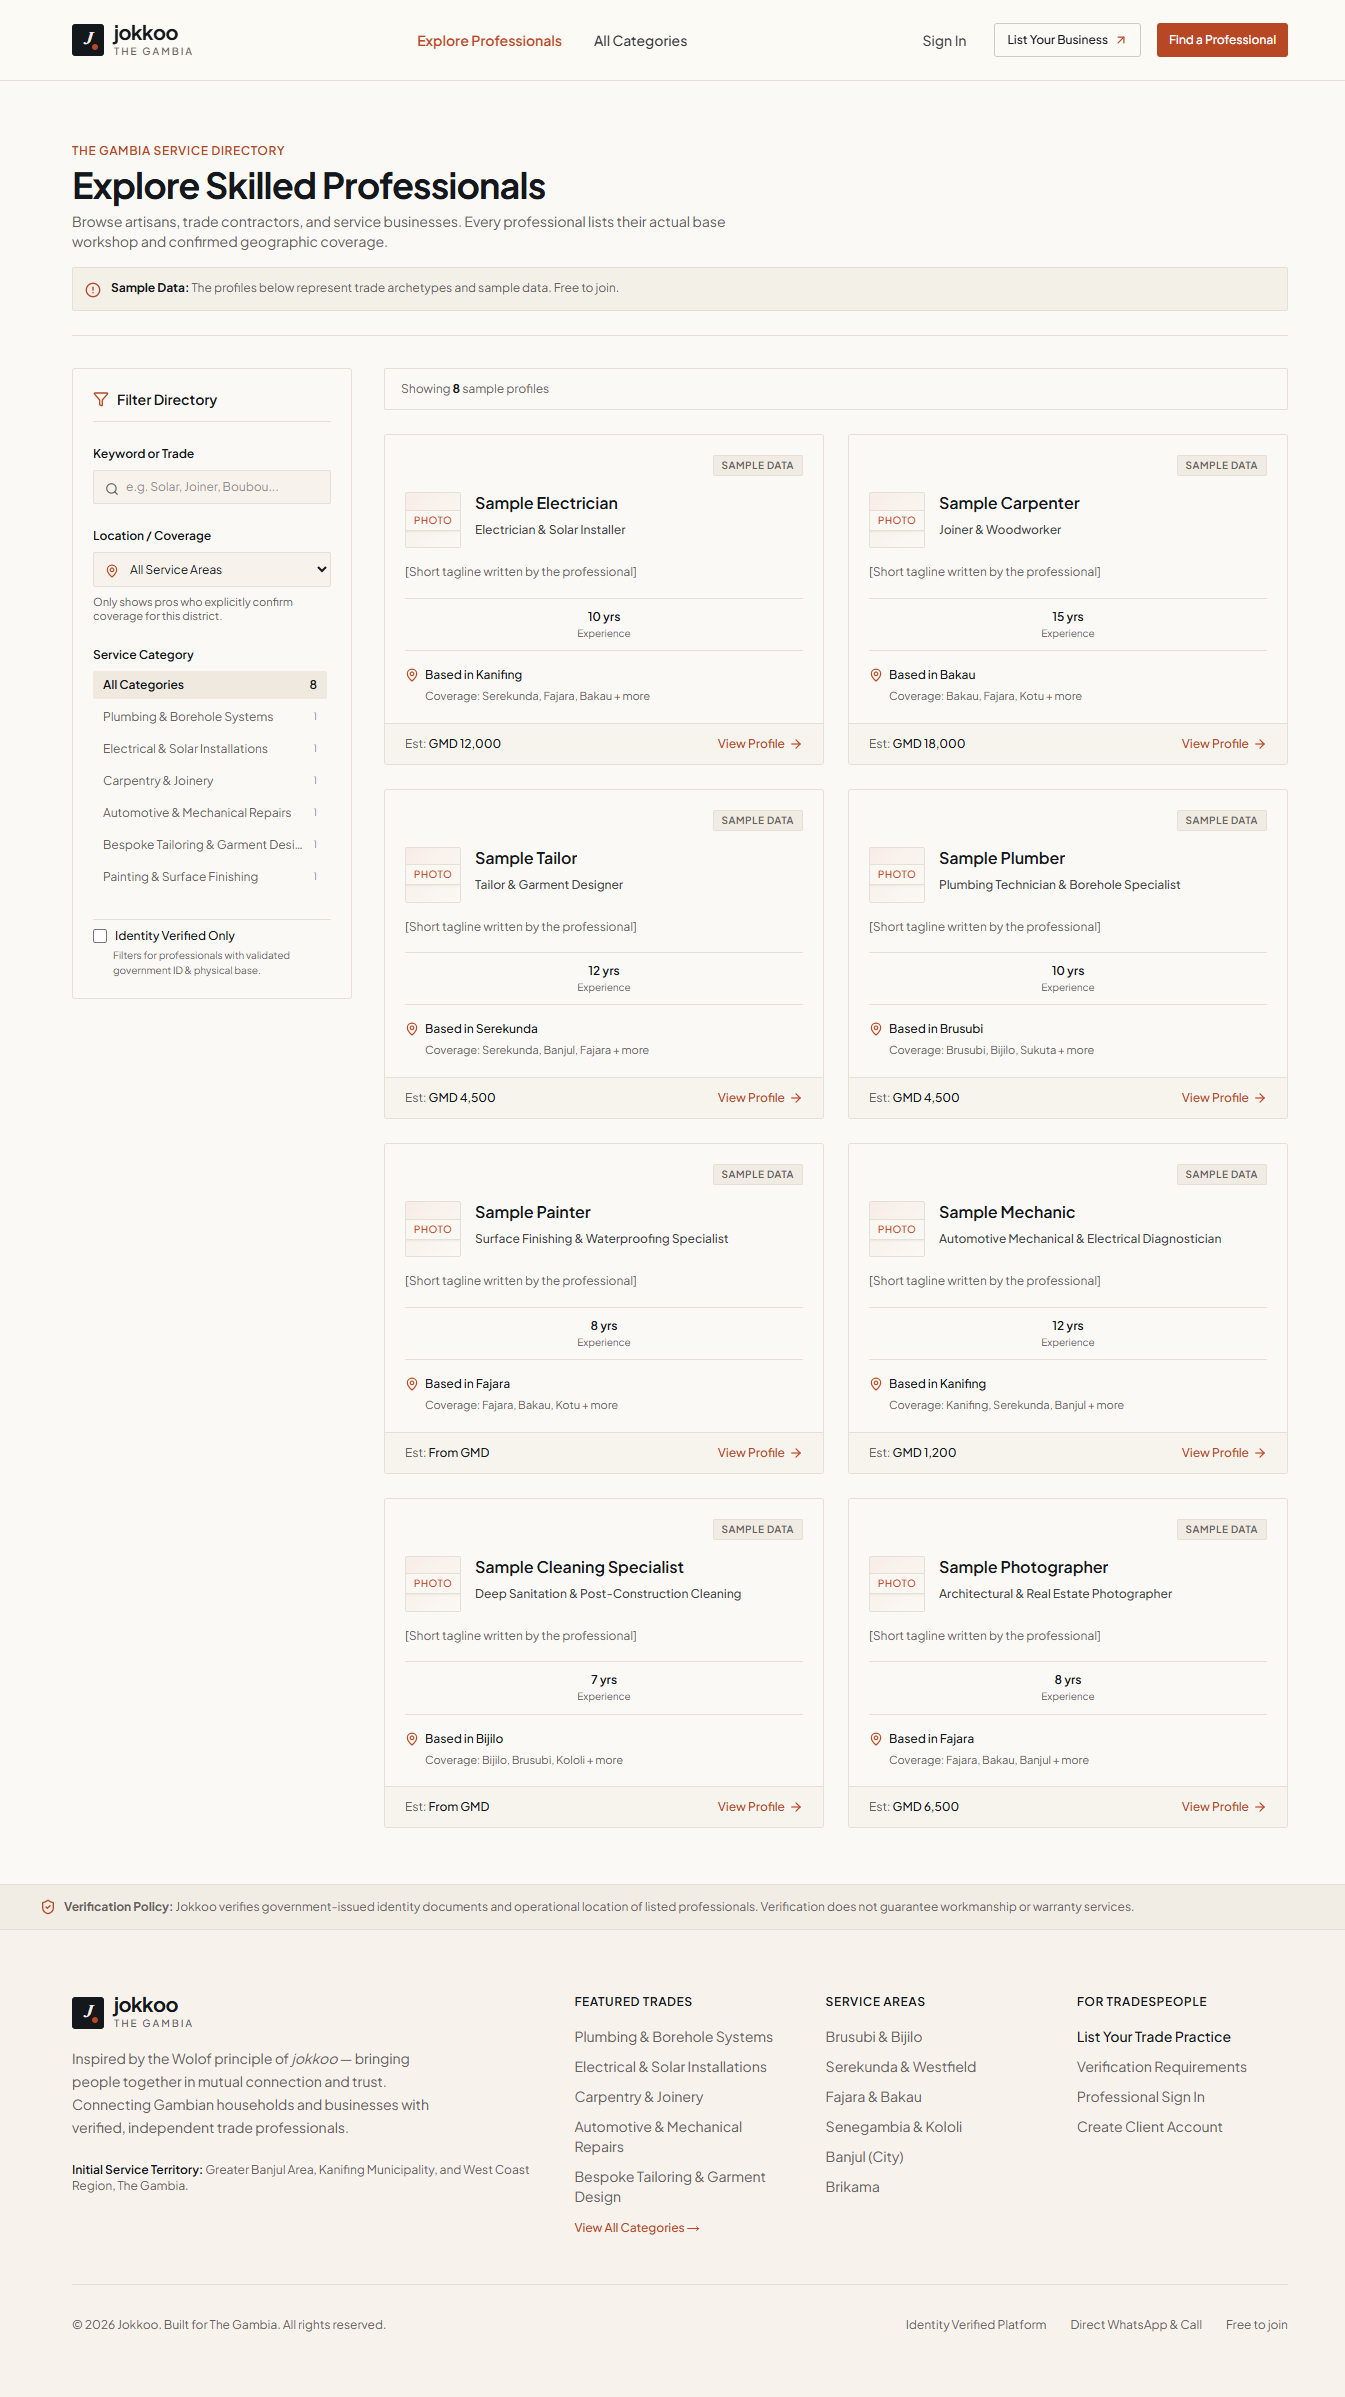 J jokkoo
THE GAMBIA
Explore Professionals
All Categories
Sign In
List Your Business
Find a Professional
THE GAMBIA SERVICE DIRECTORY
Explore Skilled Professionals
Browse artisans, trade contractors, and service businesses. Every professional lists their actual base
workshop and confirmed geographic coverage.
Sample Data: The profiles below represent trade archetypes and sample data. Free to join.
Filter Directory
Keyword or Trade
e.g. Solar, Joiner, Boubou...
Location / Coverage
All Service Areas
Only shows pros who explicitly confirm
coverage for this district.
Service Category
All Categories 8
Plumbing & Borehole Systems 1
Electrical & Solar Installations 1
Carpentry & Joinery 1
Automotive & Mechanical Repairs 1
Bespoke Tailoring & Garment Desi... 1
Painting & Surface Finishing 1
Identity Verified Only
Filters for professionals with validated
government ID & physical base.
Showing 8 sample profiles
SAMPLE DATA
PHOTO
Sample Electrician
Electrician & Solar Installer
[Short tagline written by the professional]
10 yrs
Experience
Based in Kanifing
Coverage: Serekunda, Fajara, Bakau + more
Est: GMD 12,000
View Profile →
SAMPLE DATA
PHOTO
Sample Carpenter
Joiner & Woodworker
[Short tagline written by the professional]
15 yrs
Experience
Based in Bakau
Coverage: Bakau, Fajara, Kotu + more
Est: GMD 18,000
View Profile →
SAMPLE DATA
PHOTO
Sample Tailor
Tailor & Garment Designer
[Short tagline written by the professional]
12 yrs
Experience
Based in Serekunda
Coverage: Serekunda, Banjul, Fajara + more
Est: GMD 4,500
View Profile →
SAMPLE DATA
PHOTO
Sample Plumber
Plumbing Technician & Borehole Specialist
[Short tagline written by the professional]
10 yrs
Experience
Based in Brusubi
Coverage: Brusubi, Bijilo, Sukuta + more
Est: GMD 4,500
View Profile →
SAMPLE DATA
PHOTO
Sample Painter
Surface Finishing & Waterproofing Specialist
[Short tagline written by the professional]
8 yrs
Experience
Based in Fajara
Coverage: Fajara, Bakau, Kotu + more
Est: From GMD
View Profile →
SAMPLE DATA
PHOTO
Sample Mechanic
Automotive Mechanical & Electrical Diagnostician
[Short tagline written by the professional]
12 yrs
Experience
Based in Kanifing
Coverage: Kanifing, Serekunda, Banjul + more
Est: GMD 1,200
View Profile →
SAMPLE DATA
PHOTO
Sample Cleaning Specialist
Deep Sanitation & Post-Construction Cleaning
[Short tagline written by the professional]
7 yrs
Experience
Based in Bijilo
Coverage: Bijilo, Brusubi, Kololi + more
Est: From GMD
View Profile →
SAMPLE DATA
PHOTO
Sample Photographer
Architectural & Real Estate Photographer
[Short tagline written by the professional]
8 yrs
Experience
Based in Fajara
Coverage: Fajara, Bakau, Banjul + more
Est: GMD 6,500
View Profile →
Verification Policy: Jokkoo verifies government-issued identity documents and operational location of listed professionals. Verification does not guarantee workmanship or warranty services.
J jokkoo
THE GAMBIA
Inspired by the Wolof principle of jokkoo — bringing
people together in mutual connection and trust.
Connecting Gambian households and businesses with
verified, independent trade professionals.
Initial Service Territory: Greater Banjul Area, Kanifing Municipality, and West Coast
Region, The Gambia.
FEATURED TRADES
Plumbing & Borehole Systems
Electrical & Solar Installations
Carpentry & Joinery
Automotive & Mechanical
Repairs
Bespoke Tailoring & Garment
Design
View All Categories →
SERVICE AREAS
Brusubi & Bijilo
Serekunda & Westfield
Fajara & Bakau
Senegambia & Kololi
Banjul (City)
Brikama
FOR TRADESPEOPLE
List Your Trade Practice
Verification Requirements
Professional Sign In
Create Client Account
© 2026 Jokkoo. Built for The Gambia. All rights reserved.
Identity Verified Platform
Direct WhatsApp & Call
Free to join